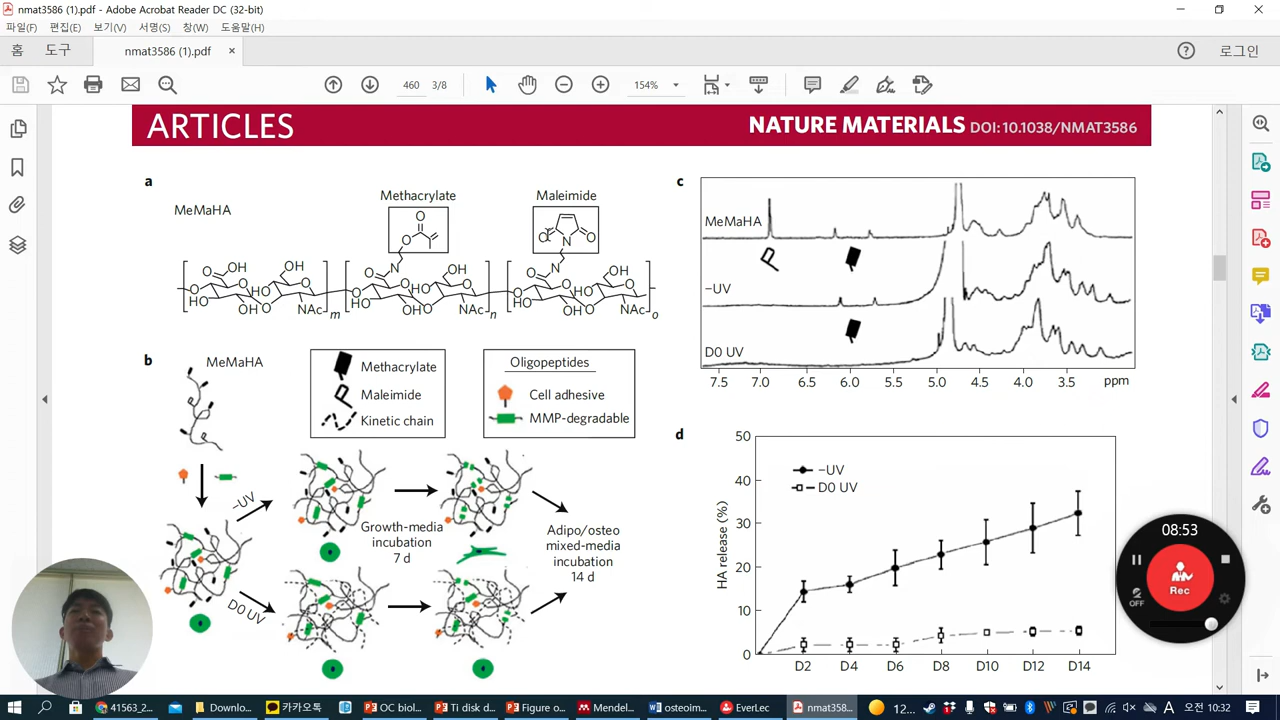 nmat3586 (1).pdf - Adobe Acrobat Reader DC (32-bit)
파일(F) 편집(E) 보기(V) 서명(S) 창(W) 도움말(H)
홈 도구 nmat3586 (1).pdf × 로그인
460 3/8 154%
ARTICLES
NATURE MATERIALS DOI:10.1038/NMAT3586
a
MeMaHA
Methacrylate
Maleimide
m n o
b
MeMaHA
Methacrylate
Maleimide
Kinetic chain
Oligopeptides
Cell adhesive
MMP-degradable
–UV
D0 UV
Growth-media
incubation
7 d
Adipo/osteo
mixed-media
incubation
14 d
c
MeMaHA
–UV
D0 UV
7.5 7.0 6.5 6.0 5.5 5.0 4.5 4.0 3.5 ppm
d
HA release (%)
50
40
30
20
10
0
–UV
D0 UV
D2 D4 D6 D8 D10 D12 D14
08:53
Rec
OFF
41563_2... Downlo... 카카오톡 OC biol... Ti disk d... Figure o... Mendel... osteoim... EverLec nmat358... 12... A 오전 10:32